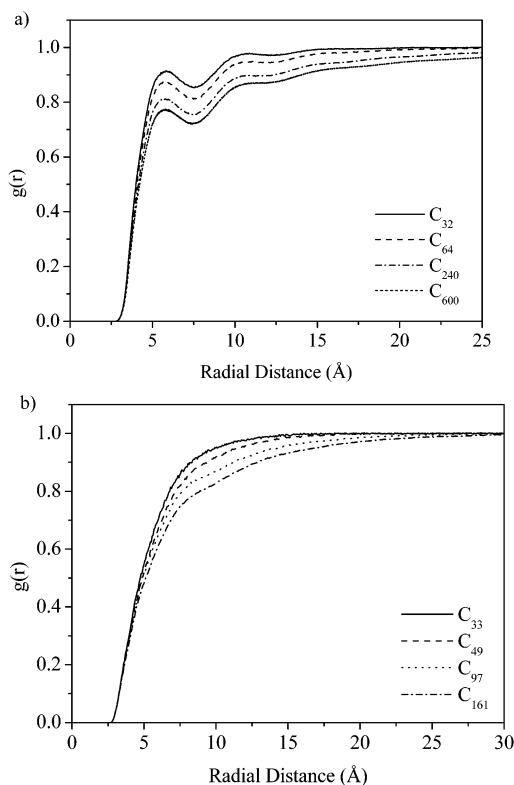 a)
1.0
0.8
0.6
0.4
0.2
0.0
g(r)
C32
C64
C240
C600
0 5 10 15 20 25
Radial Distance (Å)
b)
1.0
0.8
0.6
0.4
0.2
0.0
g(r)
C33
C49
C97
C161
0 5 10 15 20 25 30
Radial Distance (Å)